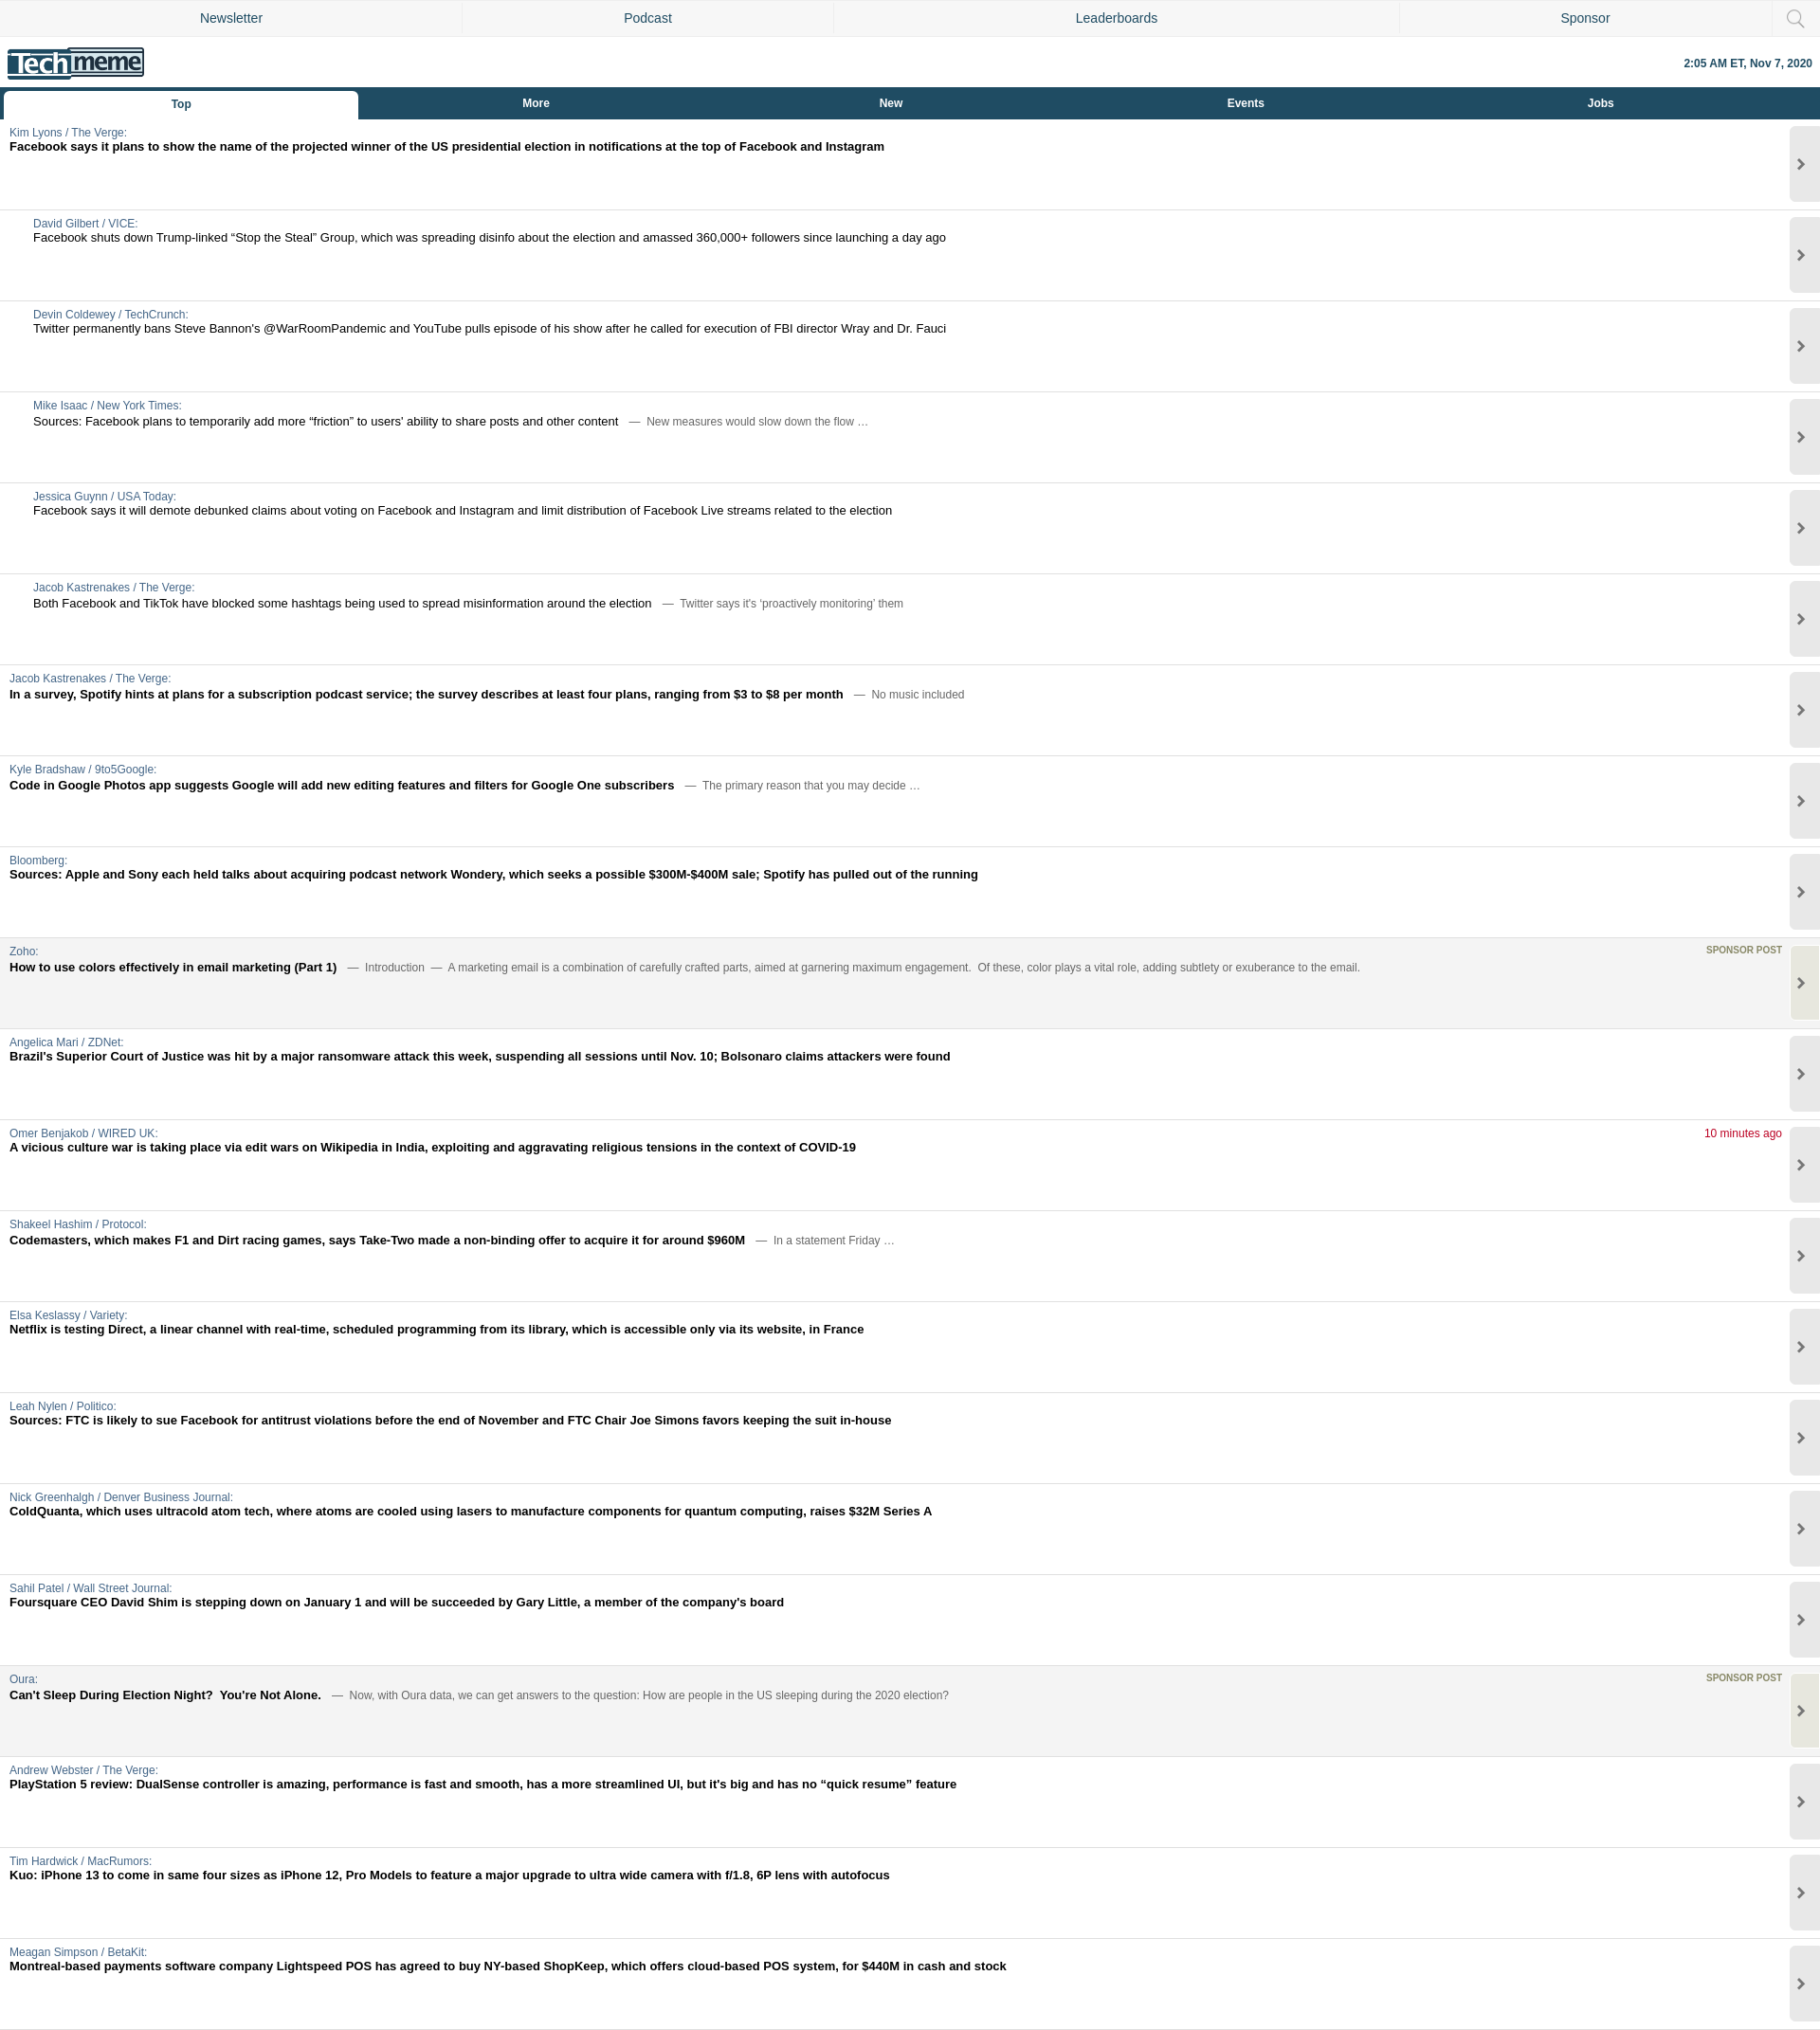 Newsletter
Podcast
Leaderboards
Sponsor
Techmeme
2:05 AM ET, Nov 7, 2020
Top
More
New
Events
Jobs
Kim Lyons / The Verge:
Facebook says it plans to show the name of the projected winner of the US presidential election in notifications at the top of Facebook and Instagram
David Gilbert / VICE:
Facebook shuts down Trump-linked “Stop the Steal” Group, which was spreading disinfo about the election and amassed 360,000+ followers since launching a day ago
Devin Coldewey / TechCrunch:
Twitter permanently bans Steve Bannon's @WarRoomPandemic and YouTube pulls episode of his show after he called for execution of FBI director Wray and Dr. Fauci
Mike Isaac / New York Times:
Sources: Facebook plans to temporarily add more “friction” to users' ability to share posts and other content — New measures would slow down the flow …
Jessica Guynn / USA Today:
Facebook says it will demote debunked claims about voting on Facebook and Instagram and limit distribution of Facebook Live streams related to the election
Jacob Kastrenakes / The Verge:
Both Facebook and TikTok have blocked some hashtags being used to spread misinformation around the election — Twitter says it's ‘proactively monitoring’ them
Jacob Kastrenakes / The Verge:
In a survey, Spotify hints at plans for a subscription podcast service; the survey describes at least four plans, ranging from $3 to $8 per month — No music included
Kyle Bradshaw / 9to5Google:
Code in Google Photos app suggests Google will add new editing features and filters for Google One subscribers — The primary reason that you may decide …
Bloomberg:
Sources: Apple and Sony each held talks about acquiring podcast network Wondery, which seeks a possible $300M-$400M sale; Spotify has pulled out of the running
Zoho:
SPONSOR POST
How to use colors effectively in email marketing (Part 1) — Introduction — A marketing email is a combination of carefully crafted parts, aimed at garnering maximum engagement. Of these, color plays a vital role, adding subtlety or exuberance to the email.
Angelica Mari / ZDNet:
Brazil's Superior Court of Justice was hit by a major ransomware attack this week, suspending all sessions until Nov. 10; Bolsonaro claims attackers were found
Omer Benjakob / WIRED UK:
10 minutes ago
A vicious culture war is taking place via edit wars on Wikipedia in India, exploiting and aggravating religious tensions in the context of COVID-19
Shakeel Hashim / Protocol:
Codemasters, which makes F1 and Dirt racing games, says Take-Two made a non-binding offer to acquire it for around $960M — In a statement Friday …
Elsa Keslassy / Variety:
Netflix is testing Direct, a linear channel with real-time, scheduled programming from its library, which is accessible only via its website, in France
Leah Nylen / Politico:
Sources: FTC is likely to sue Facebook for antitrust violations before the end of November and FTC Chair Joe Simons favors keeping the suit in-house
Nick Greenhalgh / Denver Business Journal:
ColdQuanta, which uses ultracold atom tech, where atoms are cooled using lasers to manufacture components for quantum computing, raises $32M Series A
Sahil Patel / Wall Street Journal:
Foursquare CEO David Shim is stepping down on January 1 and will be succeeded by Gary Little, a member of the company's board
Oura:
SPONSOR POST
Can't Sleep During Election Night? You're Not Alone. — Now, with Oura data, we can get answers to the question: How are people in the US sleeping during the 2020 election?
Andrew Webster / The Verge:
PlayStation 5 review: DualSense controller is amazing, performance is fast and smooth, has a more streamlined UI, but it's big and has no “quick resume” feature
Tim Hardwick / MacRumors:
Kuo: iPhone 13 to come in same four sizes as iPhone 12, Pro Models to feature a major upgrade to ultra wide camera with f/1.8, 6P lens with autofocus
Meagan Simpson / BetaKit:
Montreal-based payments software company Lightspeed POS has agreed to buy NY-based ShopKeep, which offers cloud-based POS system, for $440M in cash and stock